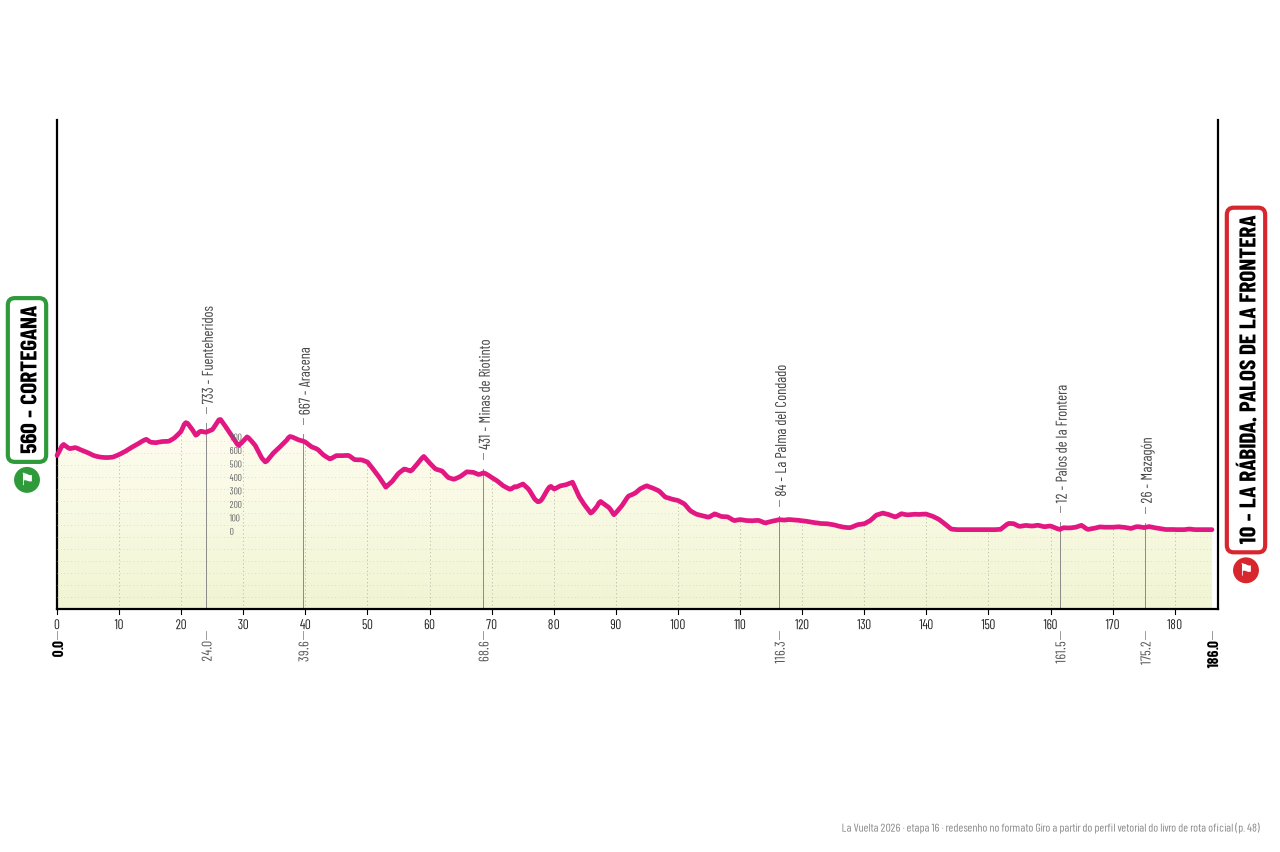 560 - CORTEGANA
733 - Fuenteheridos
667 - Aracena
431 - Minas de Riotinto
84 - La Palma del Condado
12 - Palos de la Frontera
26 - Mazagón
10 - LA RÁBIDA. PALOS DE LA FRONTERA
600
500
400
300
200
100
0
0 10 20 30 40 50 60 70 80 90 100 110 120 130 140 150 160 170 180
0.0 24.0 39.6 68.6 116.3 161.5 175.2 186.0
La Vuelta 2026 · etapa 16 · redesenho no formato Giro a partir do perfil vetorial do livro de rota oficial (p. 48)